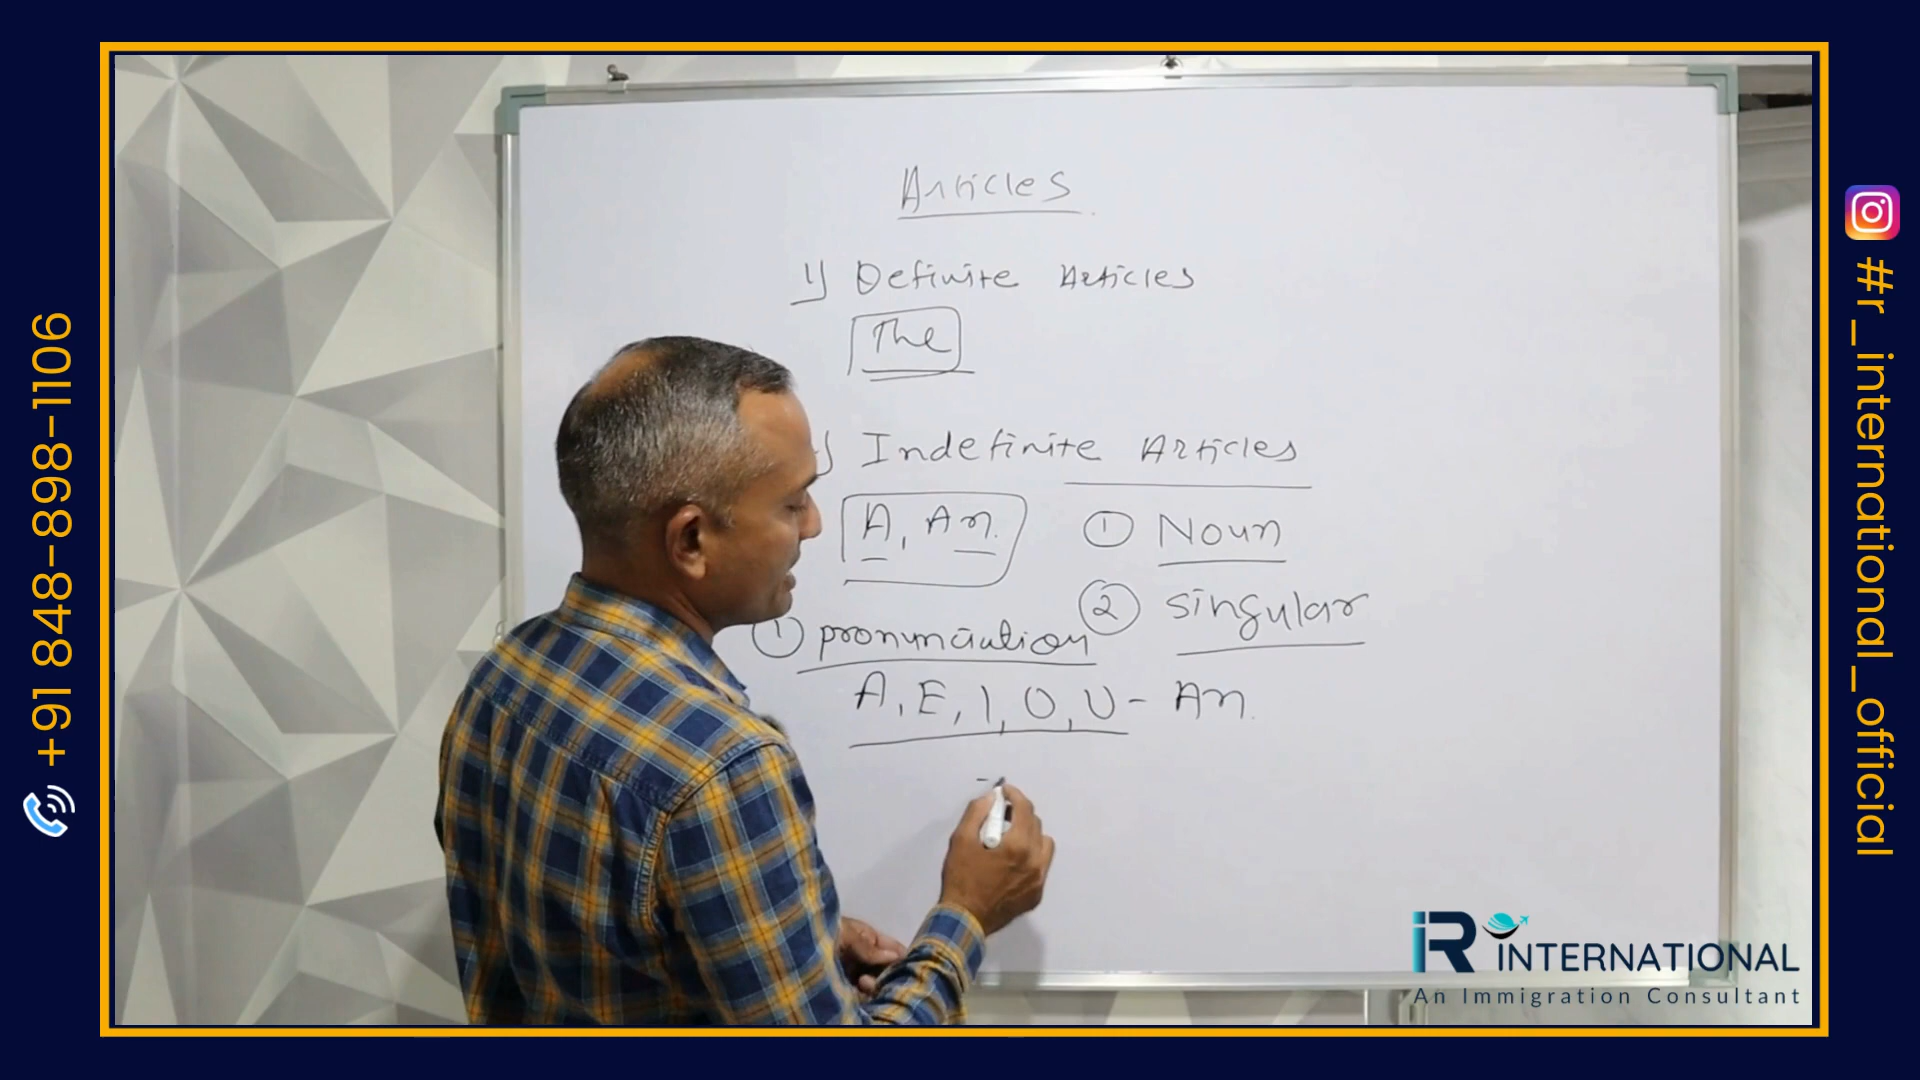 Articles
1) Definite Articles
The
) Indefinite Articles
A, An.
① Noun
② singular
① pronunciation
A, E, I, O, U - An.
+91 848-898-1106
#r_international_official
iR INTERNATIONAL
An Immigration Consultant